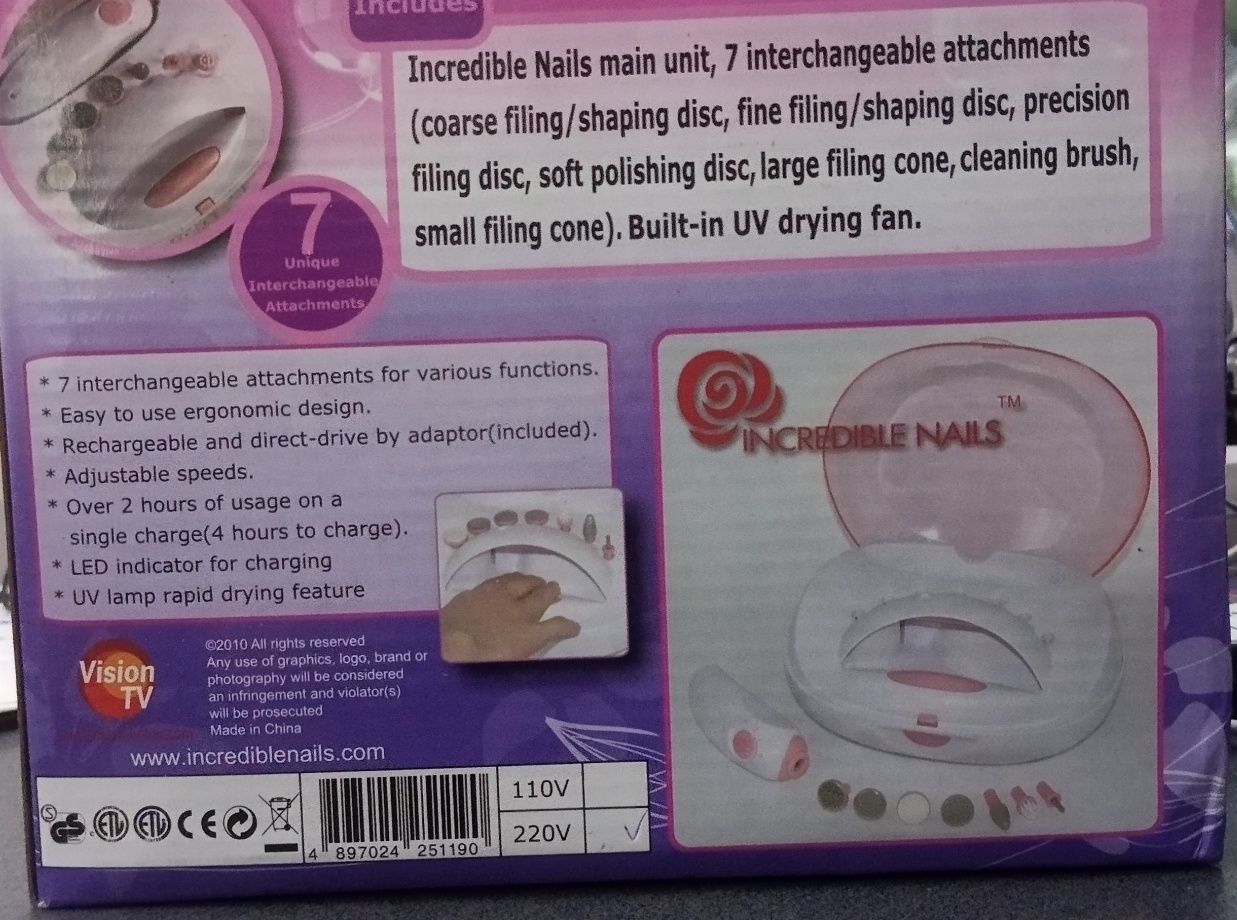 Includes
Incredible Nails main unit, 7 interchangeable attachments
(coarse filing/shaping disc, fine filing/shaping disc, precision
filing disc, soft polishing disc, large filing cone, cleaning brush,
small filing cone). Built-in UV drying fan.
7
Unique
Interchangeable
Attachments
* 7 interchangeable attachments for various functions.
* Easy to use ergonomic design.
* Rechargeable and direct-drive by adaptor(included).
* Adjustable speeds.
* Over 2 hours of usage on a
single charge(4 hours to charge).
* LED indicator for charging
* UV lamp rapid drying feature
INCREDIBLE NAILS
TM
Vision
TV
©2010 All rights reserved
Any use of graphics, logo, brand or
photography will be considered
an infringement and violator(s)
will be prosecuted
Made in China
www.incrediblenails.com
S GS ETL ETL CE
4 897024 251190
110V
220V